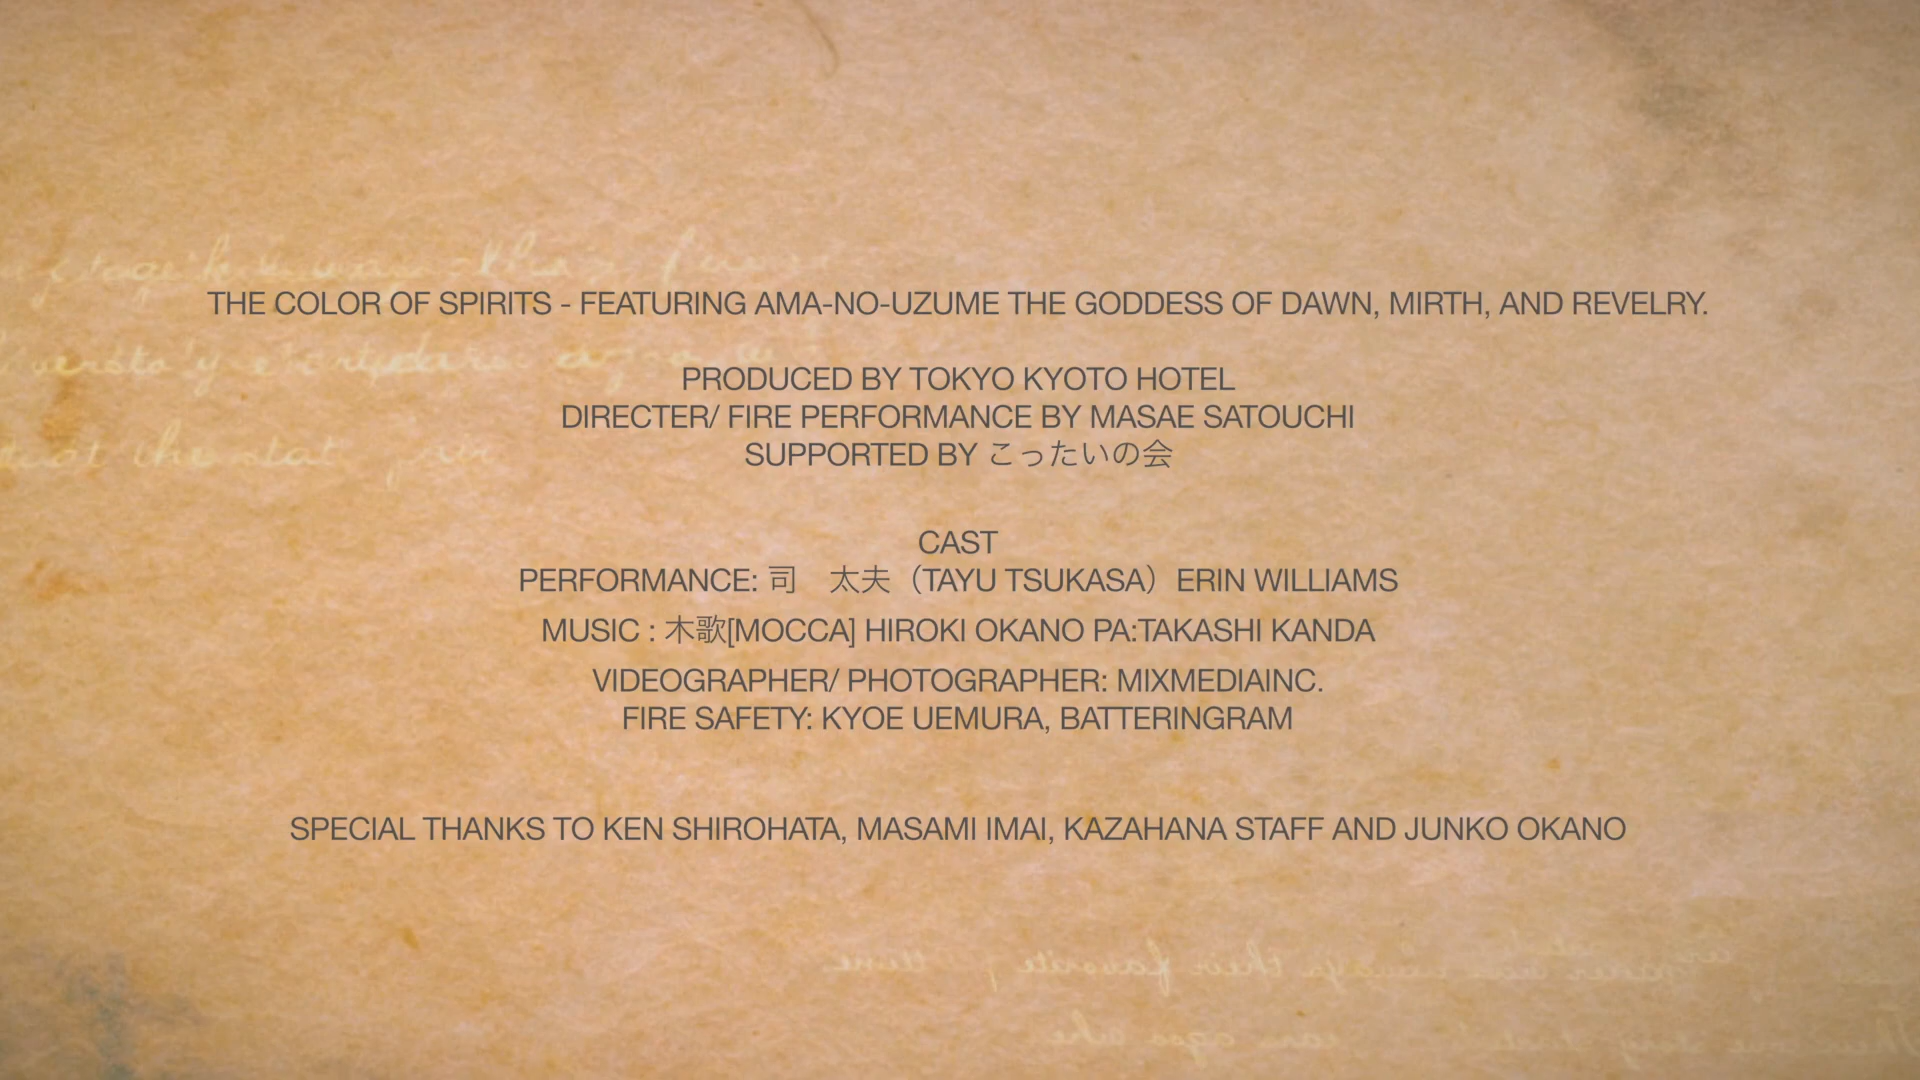 THE COLOR OF SPIRITS - FEATURING AMA-NO-UZUME THE GODDESS OF DAWN, MIRTH, AND REVELRY.
PRODUCED BY TOKYO KYOTO HOTEL
DIRECTER/ FIRE PERFORMANCE BY MASAE SATOUCHI
SUPPORTED BY こったいの会
CAST
PERFORMANCE: 司　太夫（TAYU TSUKASA）ERIN WILLIAMS
MUSIC : 木歌[MOCCA] HIROKI OKANO PA:TAKASHI KANDA
VIDEOGRAPHER/ PHOTOGRAPHER: MIXMEDIAINC.
FIRE SAFETY: KYOE UEMURA, BATTERINGRAM
SPECIAL THANKS TO KEN SHIROHATA, MASAMI IMAI, KAZAHANA STAFF AND JUNKO OKANO